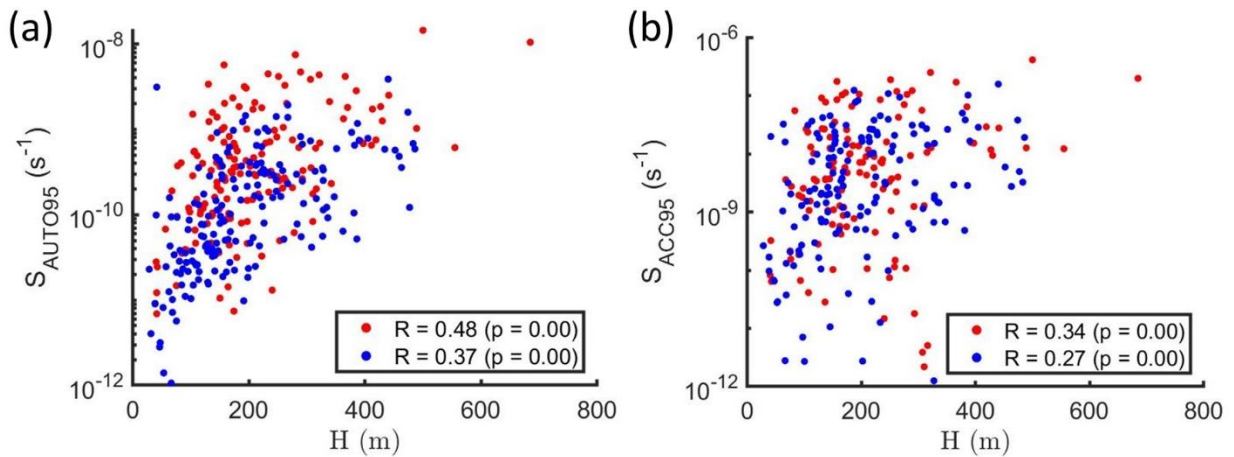 (a)
S_AUTO95 (s^-1)
10^-8
10^-10
10^-12
0 200 400 600 800
H (m)
R = 0.48 (p = 0.00)
R = 0.37 (p = 0.00)
(b)
S_ACC95 (s^-1)
10^-6
10^-9
10^-12
0 200 400 600 800
H (m)
R = 0.34 (p = 0.00)
R = 0.27 (p = 0.00)